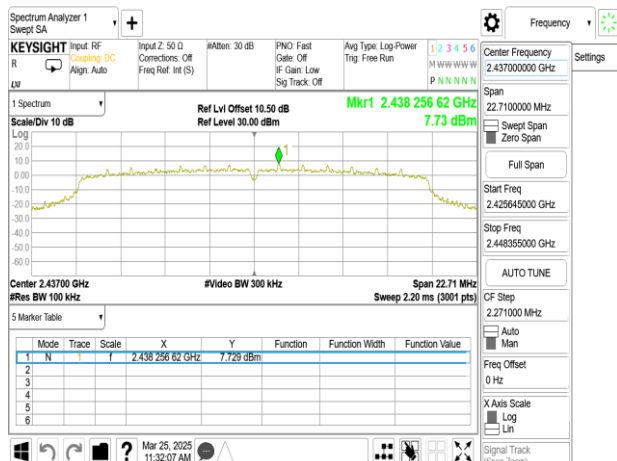 Spectrum Analyzer 1
Swept SA
Frequency
KEYSIGHT
R
Input: RF
Coupling: DC
Align: Auto
Input Z: 50 Ω
Corrections: Off
Freq Ref: Int (S)
#Atten: 30 dB
PNO: Fast
Gate: Off
IF Gain: Low
Sig Track: Off
Avg Type: Log-Power
Trig: Free Run
1 2 3 4 5 6
M W W W W W
P N N N N N
Center Frequency
2.437000000 GHz
Settings
Span
22.7100000 MHz
Swept Span
Zero Span
Full Span
Start Freq
2.425645000 GHz
Stop Freq
2.448355000 GHz
AUTO TUNE
CF Step
2.271000 MHz
Auto
Man
Freq Offset
0 Hz
X Axis Scale
Log
Lin
Signal Track
(Span Zoom)
1 Spectrum
Scale/Div 10 dB
Ref Lvl Offset 10.50 dB
Ref Level 30.00 dBm
Mkr1 2.438 256 62 GHz
7.73 dBm
Log
20.0
10.0
0.00
-10.0
-20.0
-30.0
-40.0
-50.0
-60.0
1
Center 2.43700 GHz
#Res BW 100 kHz
#Video BW 300 kHz
Span 22.71 MHz
Sweep 2.20 ms (3001 pts)
5 Marker Table
Mode Trace Scale X Y Function Function Width Function Value
1 N 1 f 2.438 256 62 GHz 7.729 dBm
2
3
4
5
6
?
Mar 25, 2025
11:32:07 AM